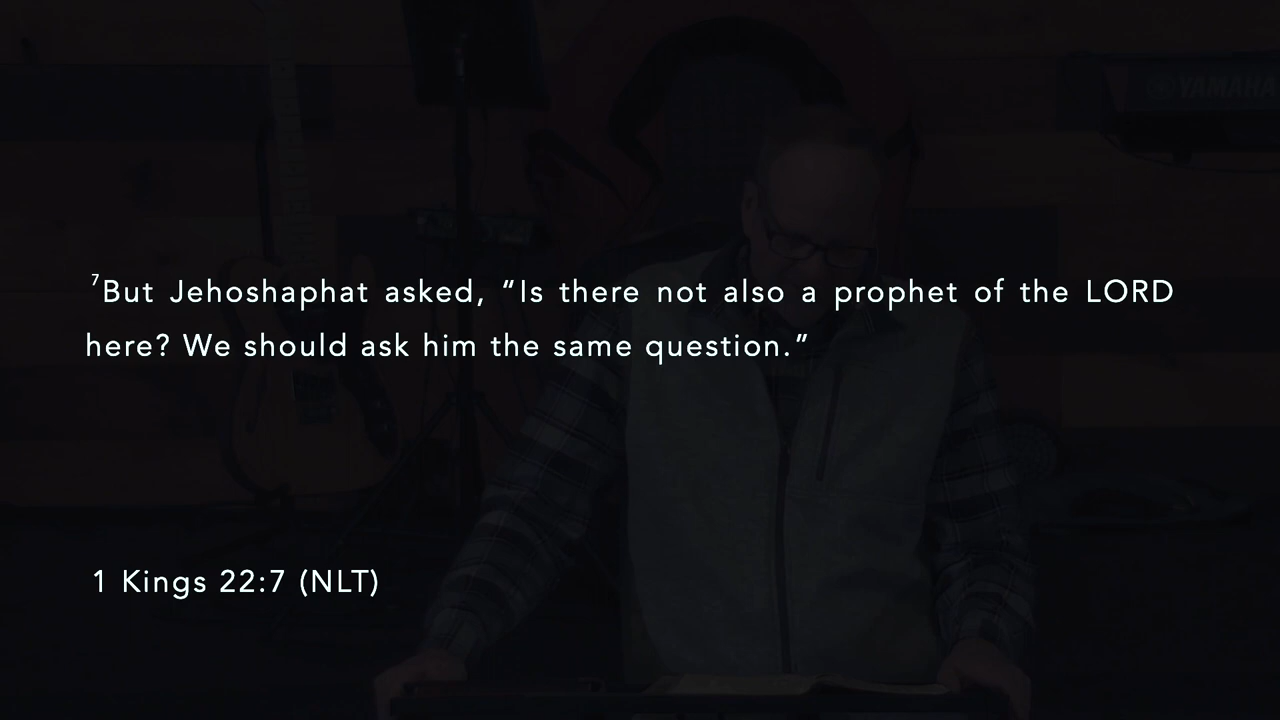 ⁷But Jehoshaphat asked, “Is there not also a prophet of the LORD
here? We should ask him the same question.”
1 Kings 22:7 (NLT)
YAMAHA